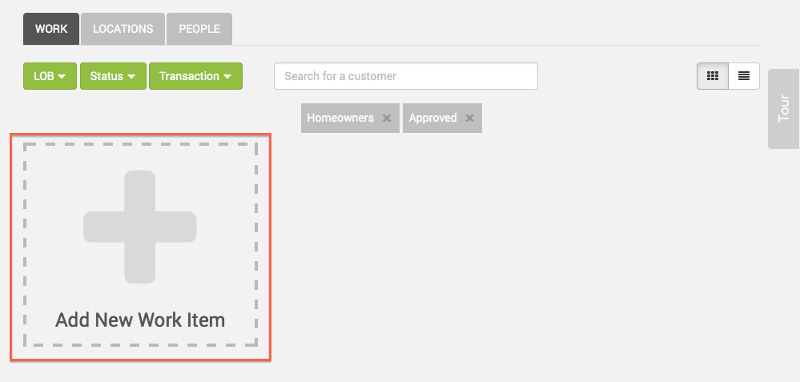 WORK LOCATIONS PEOPLE
LOB Status Transaction Search for a customer
Tour
Homeowners Approved
Add New Work Item